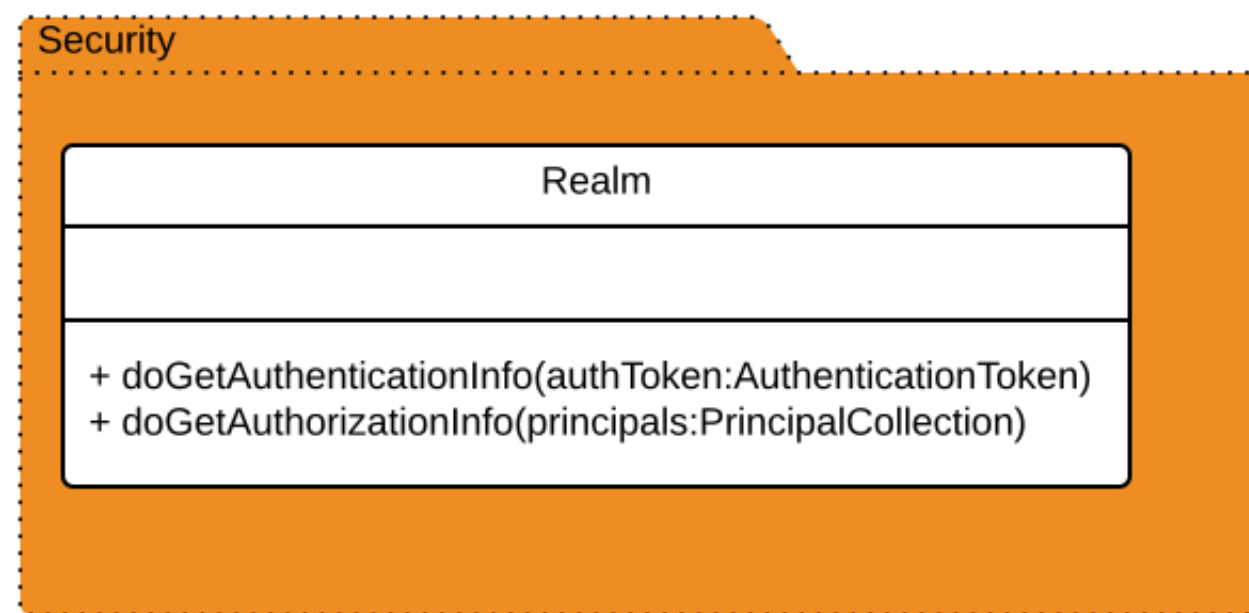 Security
Realm
+ doGetAuthenticationInfo(authToken:AuthenticationToken)
+ doGetAuthorizationInfo(principals:PrincipalCollection)